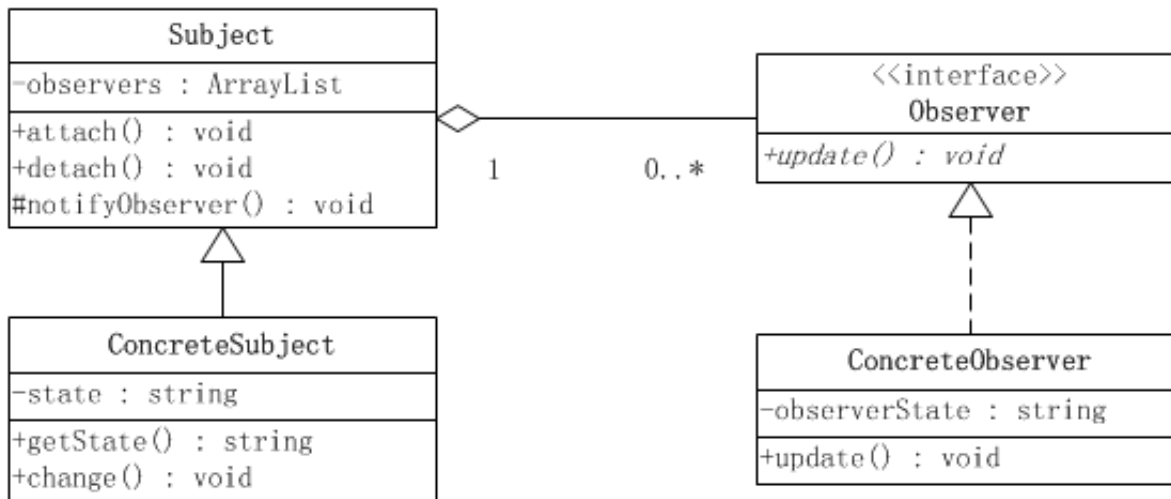 Subject
-observers : ArrayList
+attach() : void
+detach() : void
#notifyObserver() : void
1
0..*
<<interface>>
Observer
+update() : void
ConcreteSubject
-state : string
+getState() : string
+change() : void
ConcreteObserver
-observerState : string
+update() : void